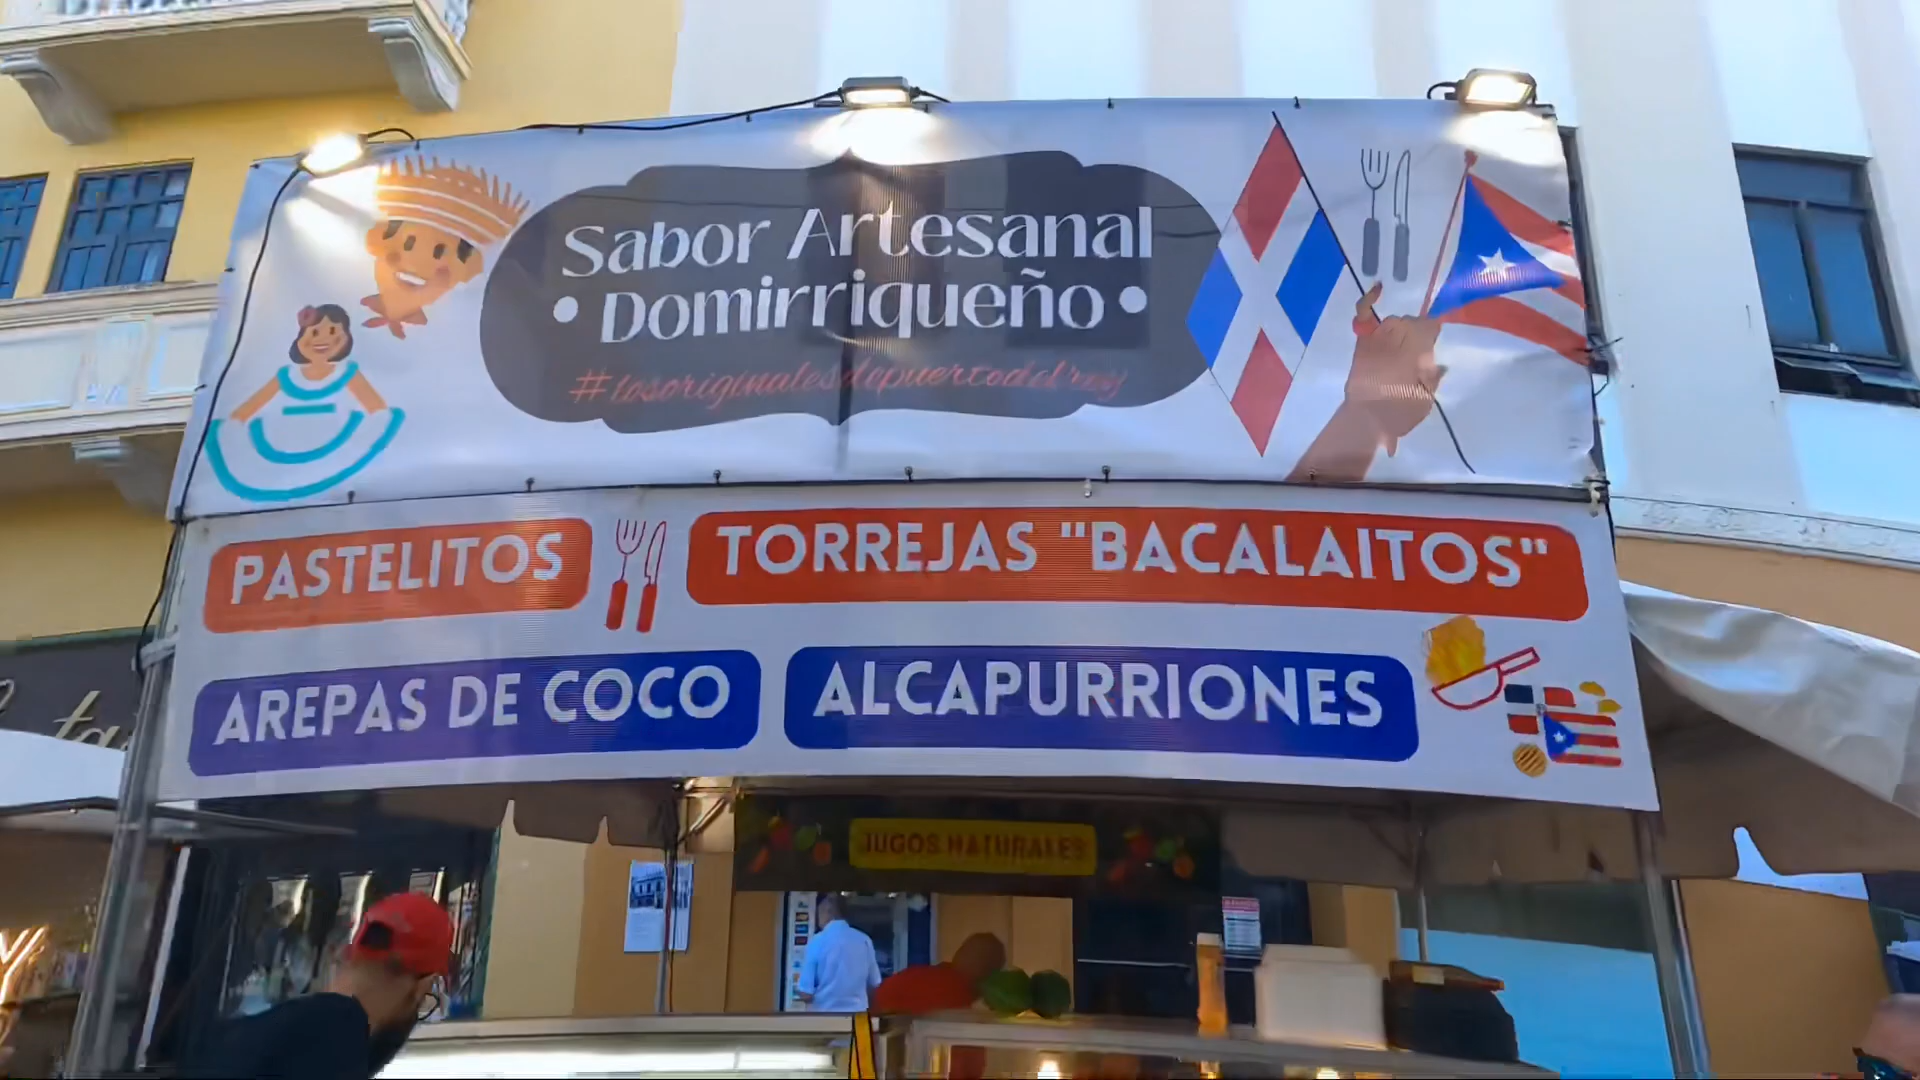 Sabor Artesanal
• Domirriqueño •
#losoriginalesdepuertodelrey
PASTELITOS
TORREJAS "BACALAITOS"
AREPAS DE COCO
ALCAPURRIONES
JUGOS NATURALES